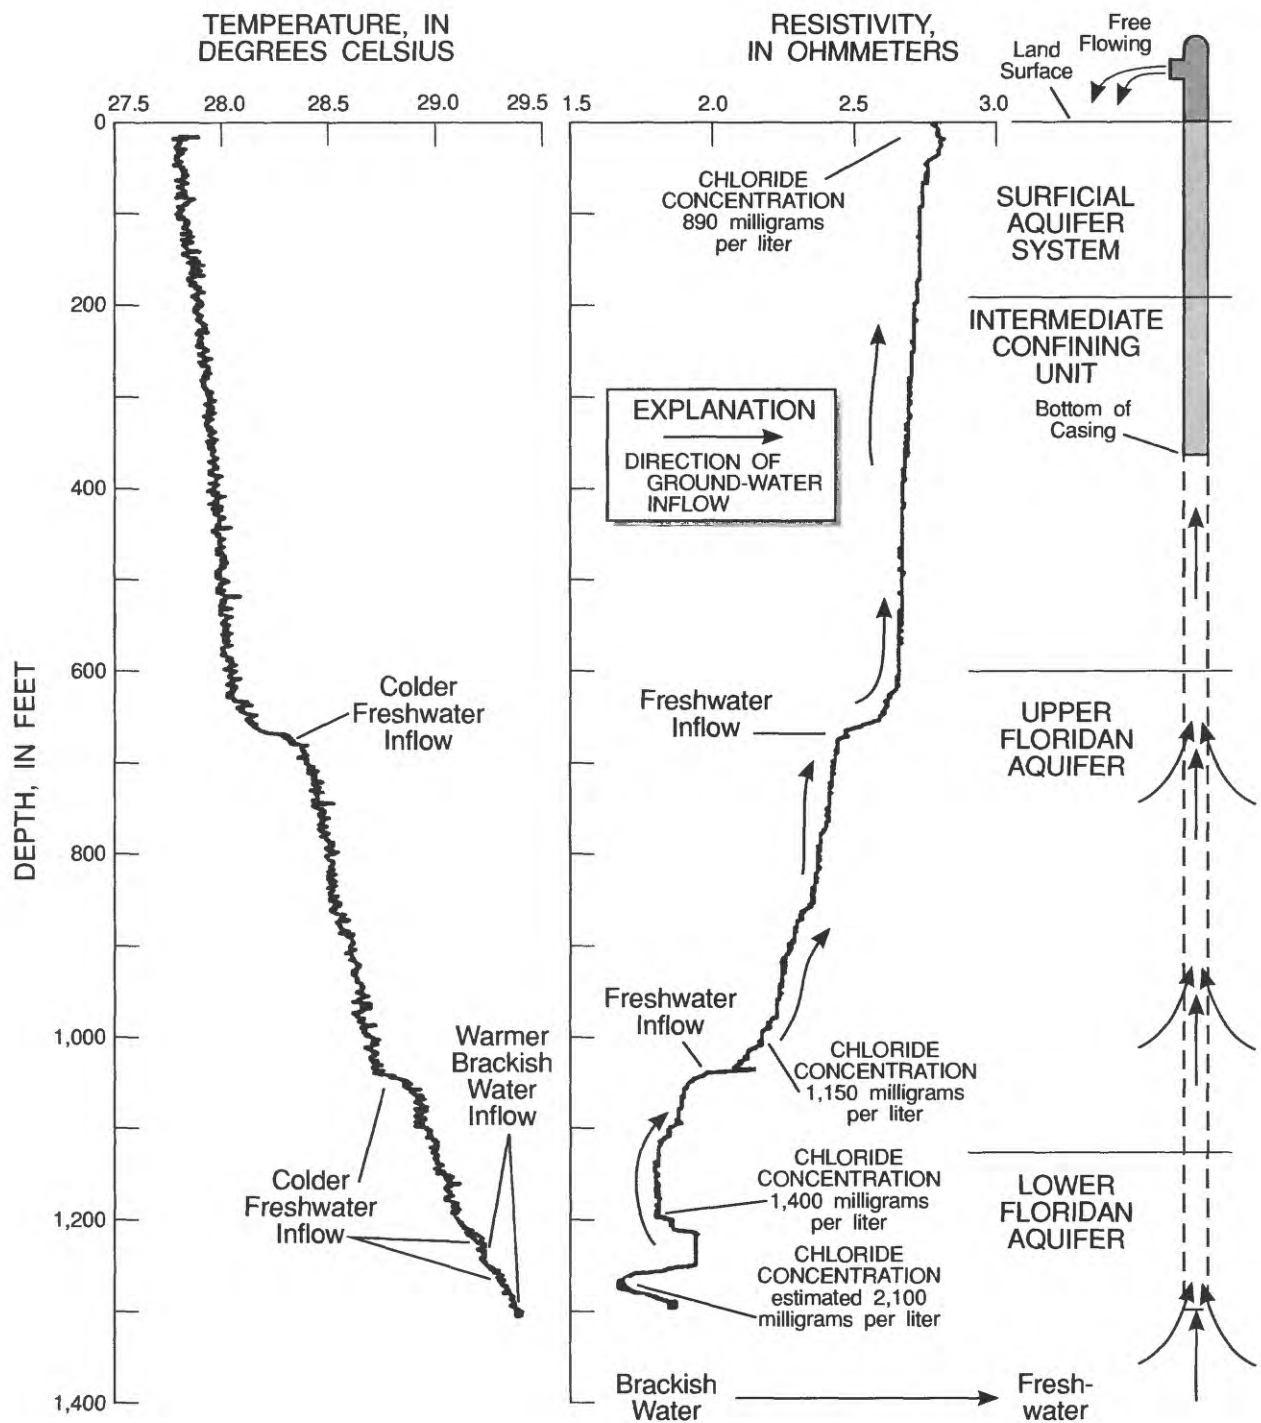 TEMPERATURE, IN
DEGREES CELSIUS
27.5 28.0 28.5 29.0 29.5
RESISTIVITY,
IN OHMMETERS
1.5 2.0 2.5 3.0
Free
Flowing
Land
Surface
DEPTH, IN FEET
0
200
400
600
800
1,000
1,200
1,400
CHLORIDE
CONCENTRATION
890 milligrams
per liter
SURFICIAL
AQUIFER
SYSTEM
INTERMEDIATE
CONFINING
UNIT
Bottom of
Casing
EXPLANATION
DIRECTION OF
GROUND-WATER
INFLOW
Colder
Freshwater
Inflow
Freshwater
Inflow
UPPER
FLORIDAN
AQUIFER
Warmer
Brackish
Water
Inflow
Freshwater
Inflow
CHLORIDE
CONCENTRATION
1,150 milligrams
per liter
Colder
Freshwater
Inflow
CHLORIDE
CONCENTRATION
1,400 milligrams
per liter
LOWER
FLORIDAN
AQUIFER
CHLORIDE
CONCENTRATION
estimated 2,100
milligrams per liter
Brackish
Water
Fresh-
water